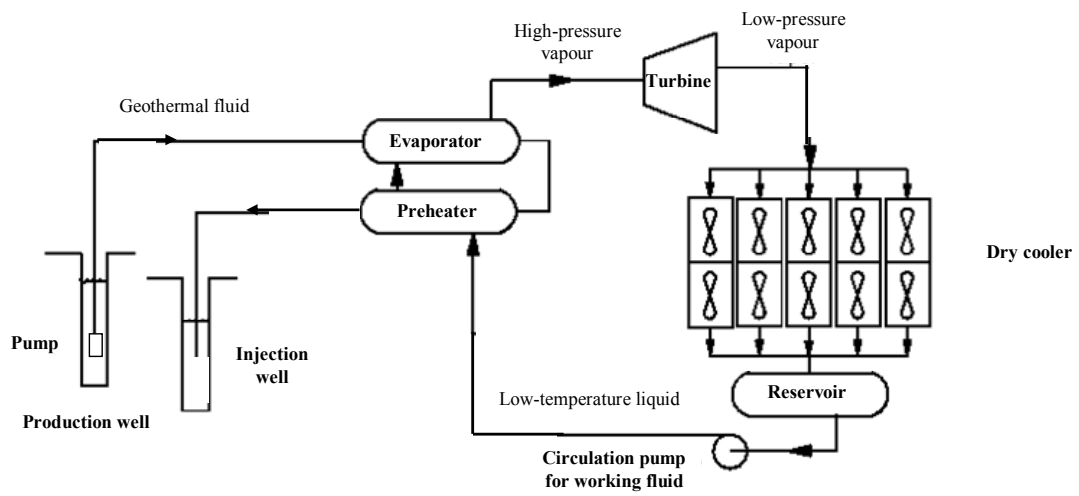 High-pressure
vapour
Low-pressure
vapour
Turbine
Geothermal fluid
Evaporator
Preheater
Dry cooler
Pump
Injection
well
Production well
Reservoir
Low-temperature liquid
Circulation pump
for working fluid